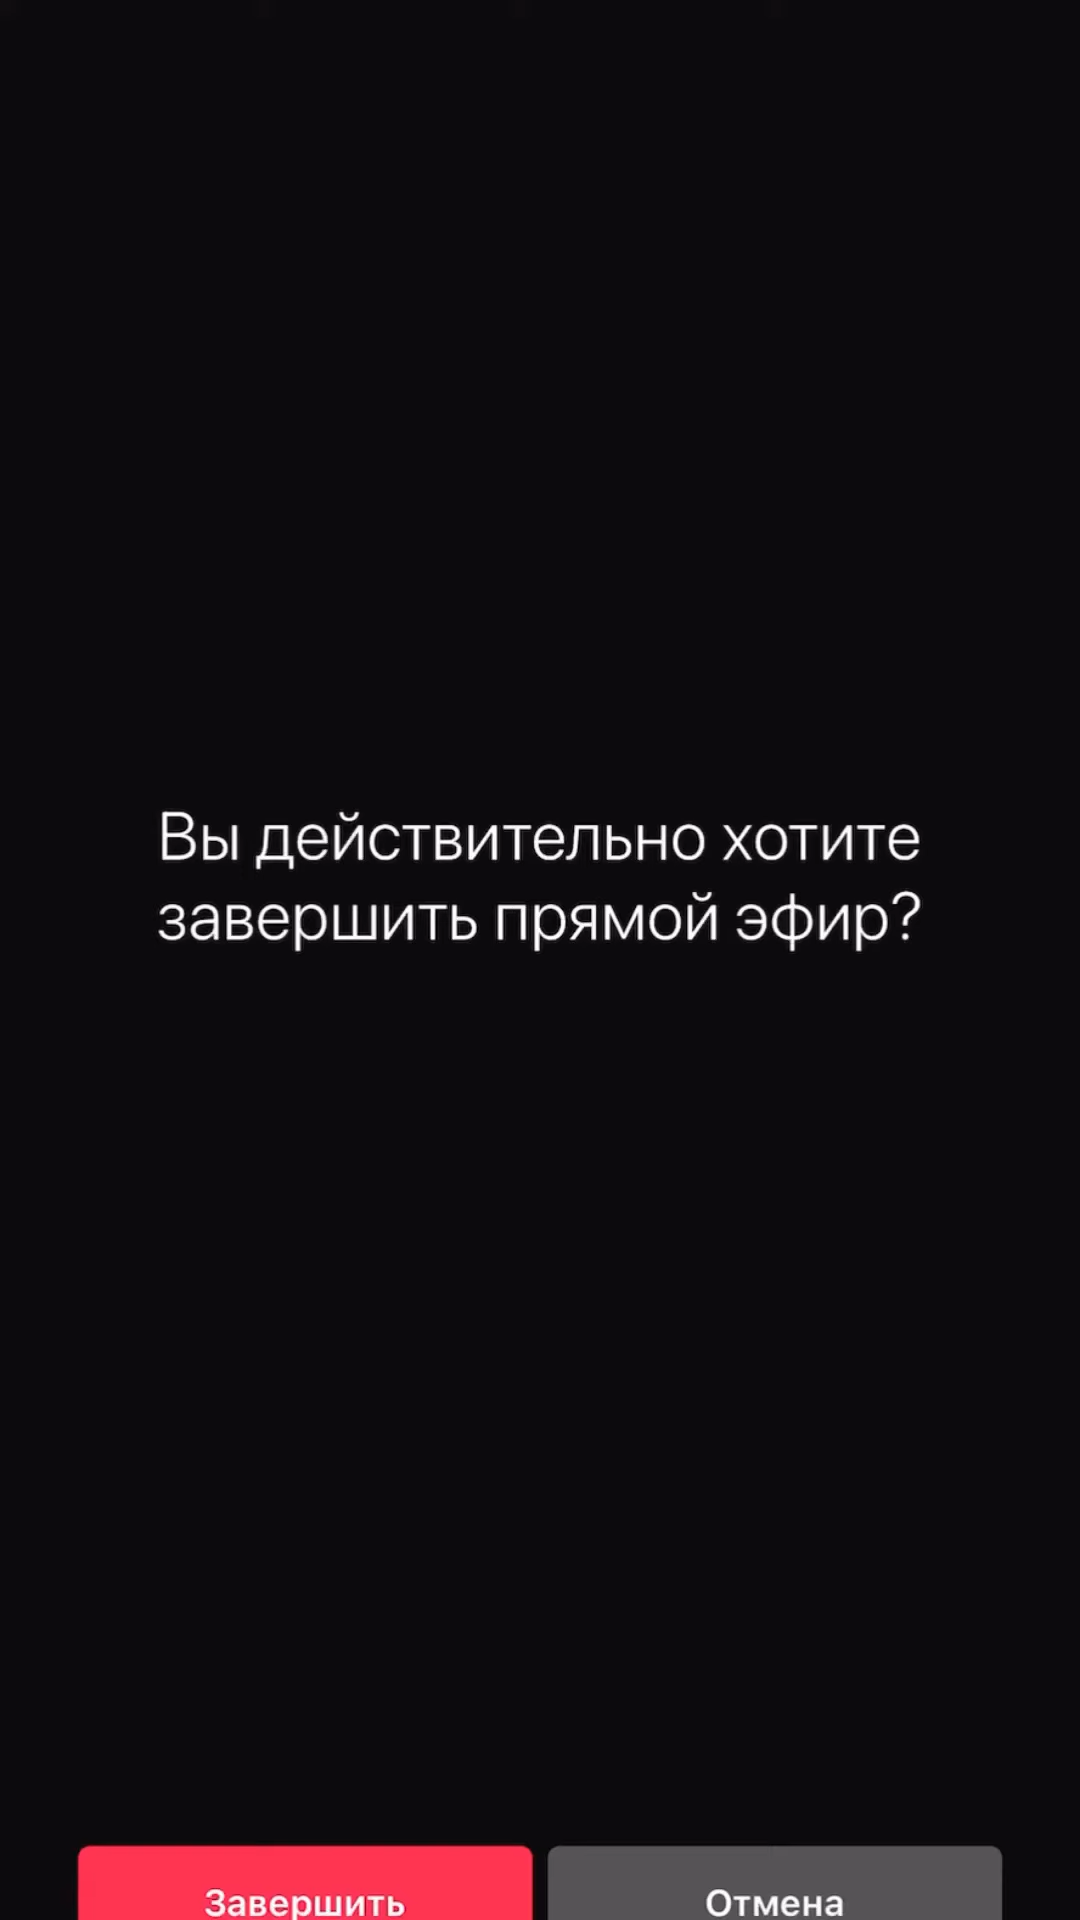 Вы действительно хотите
завершить прямой эфир?
Завершить
Отмена